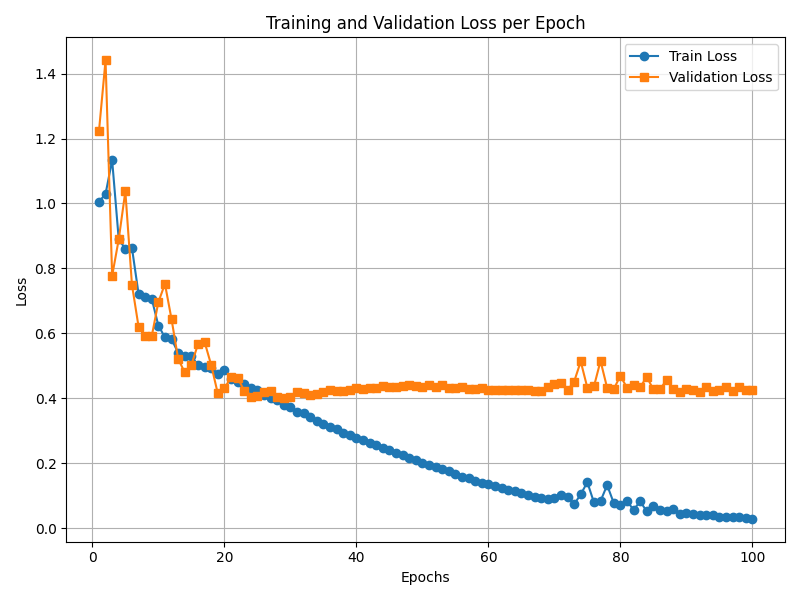 Training and Validation Loss per Epoch
Train Loss
Validation Loss
1.4
1.2
1.0
0.8
0.6
0.4
0.2
0.0
Loss
0 20 40 60 80 100
Epochs